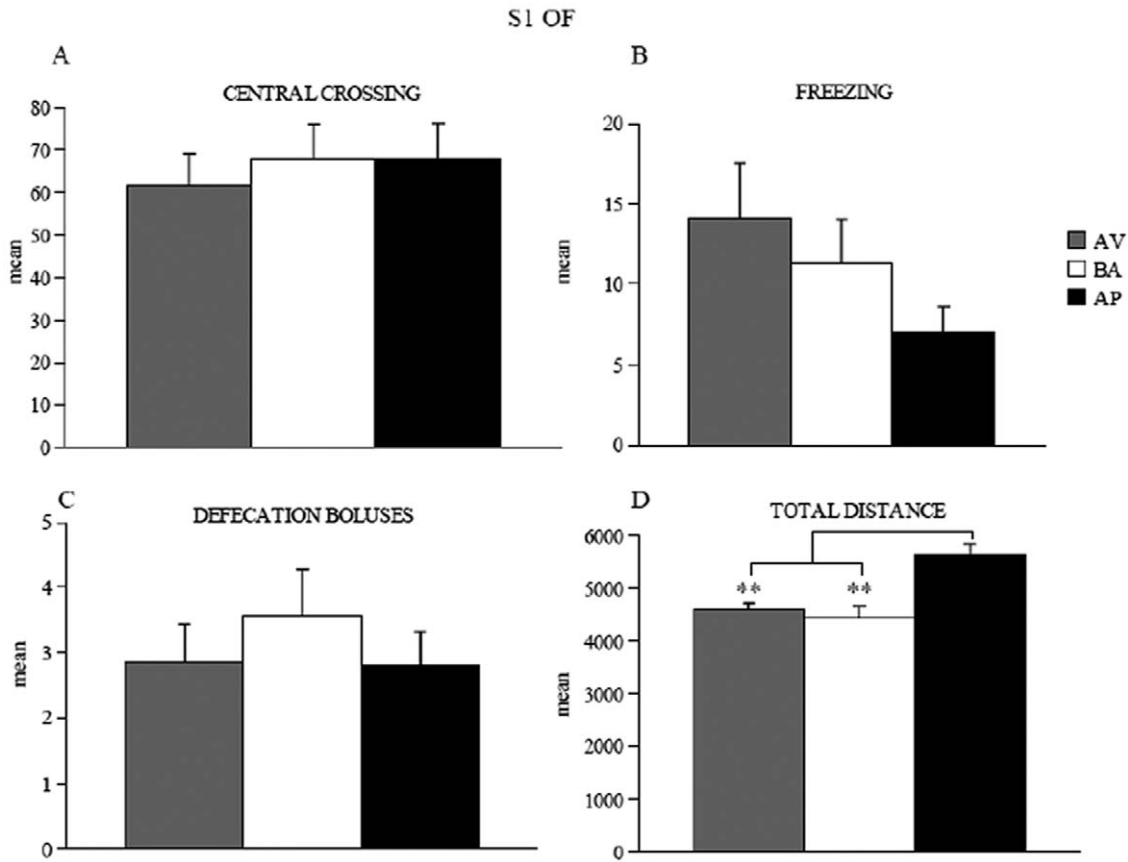 S1 OF
A
CENTRAL CROSSING
80
70
60
50
40
30
20
10
0
mean
B
FREEZING
20
15
10
5
0
mean
AV
BA
AP
C
DEFECATION BOLUSES
5
4
3
2
1
0
mean
D
TOTAL DISTANCE
6000
5000
4000
3000
2000
1000
0
mean
** **